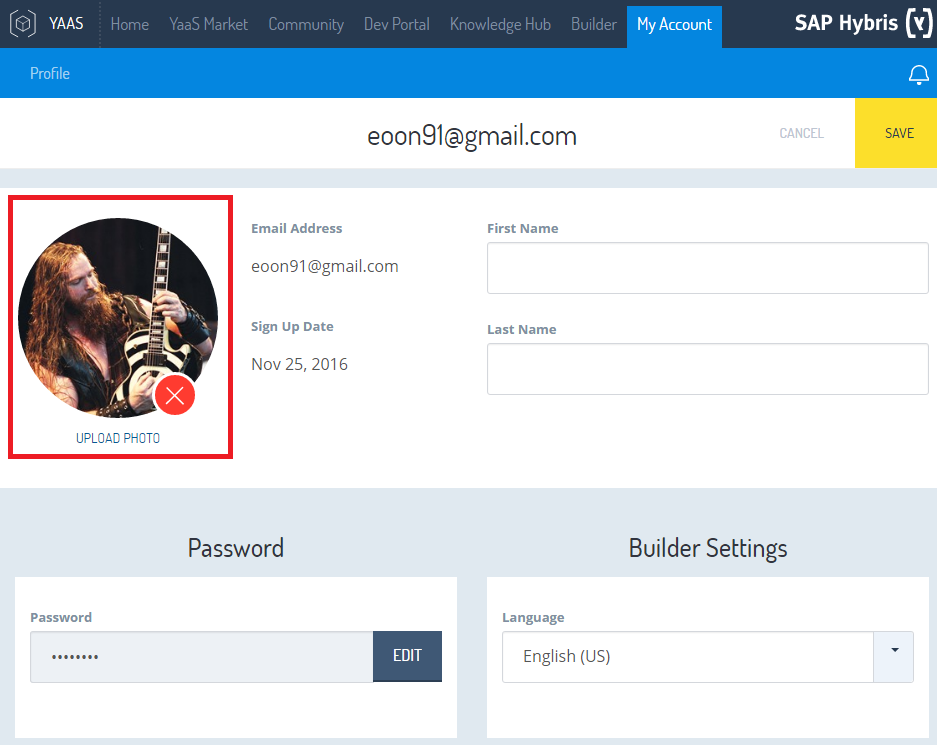 YAAS Home YaaS Market Community Dev Portal Knowledge Hub Builder My Account SAP Hybris (Y)
Profile
eoon91@gmail.com CANCEL SAVE
Email Address First Name
eoon91@gmail.com
Sign Up Date Last Name
Nov 25, 2016
UPLOAD PHOTO
Password Builder Settings
Password Language
•••••••• EDIT English (US)